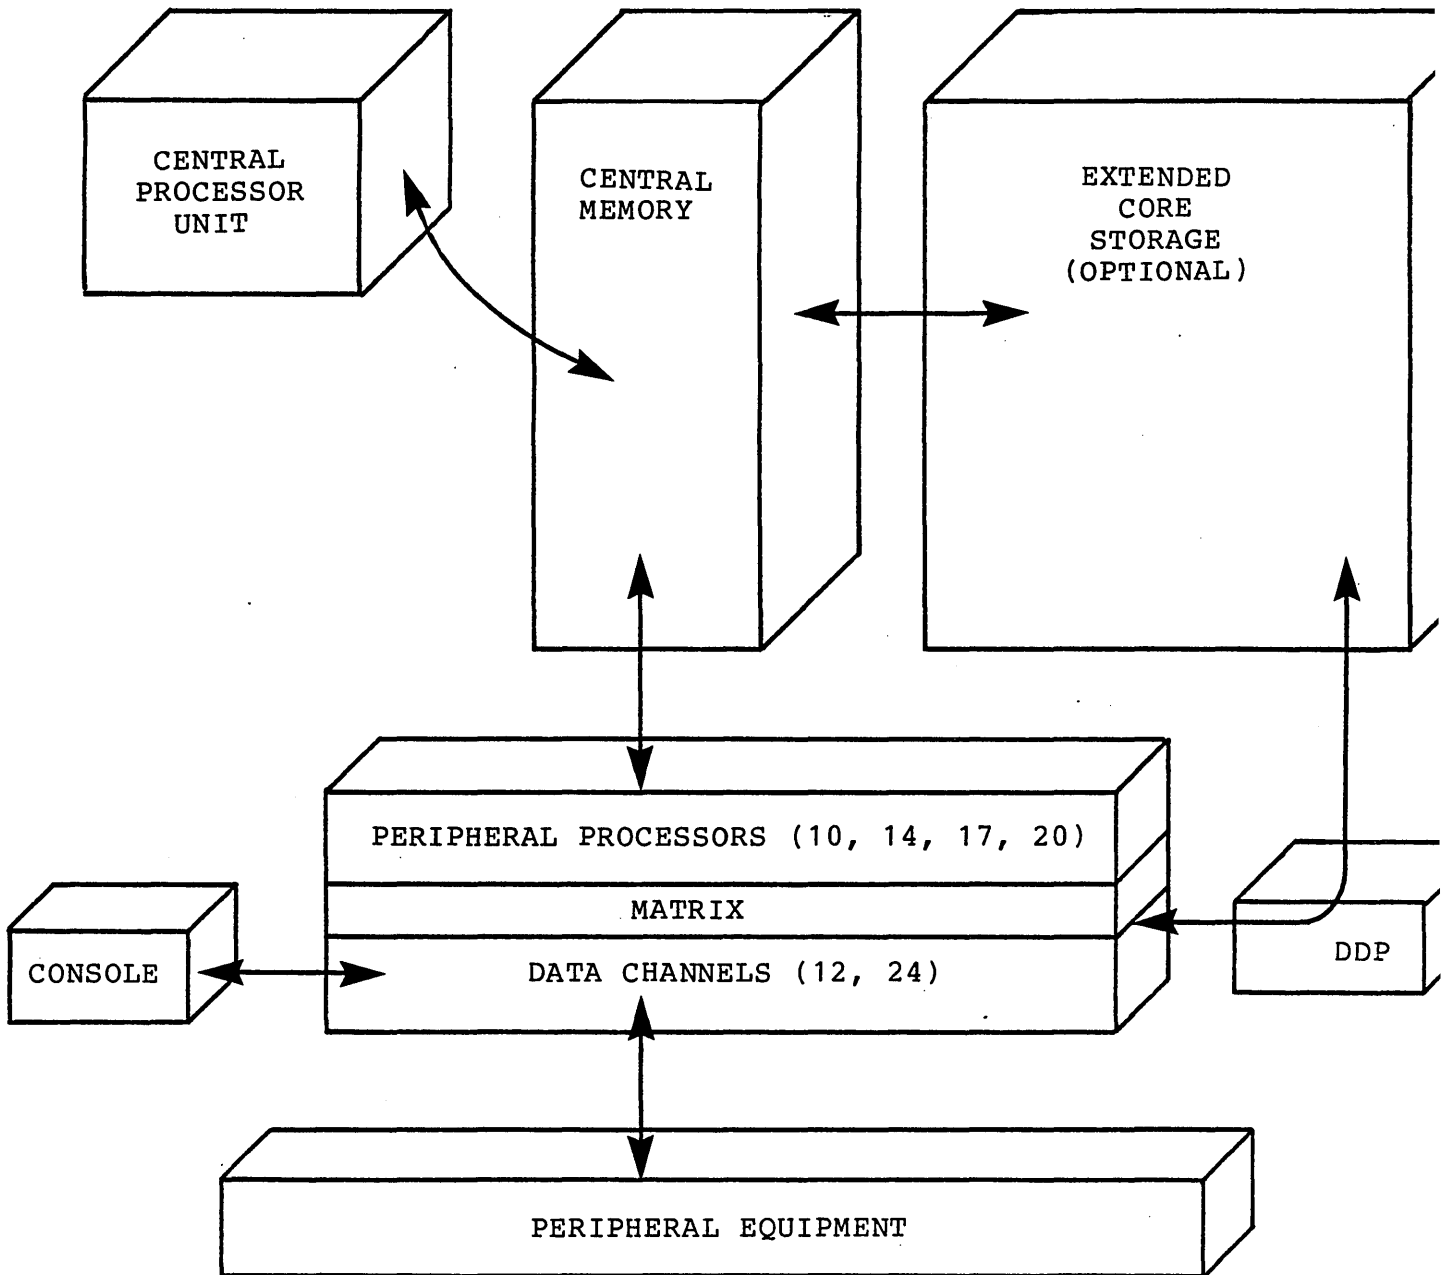 CENTRAL
PROCESSOR
UNIT
CENTRAL
MEMORY
EXTENDED
CORE
STORAGE
(OPTIONAL)
PERIPHERAL PROCESSORS (10, 14, 17, 20)
MATRIX
DATA CHANNELS (12, 24)
CONSOLE
DDP
PERIPHERAL EQUIPMENT